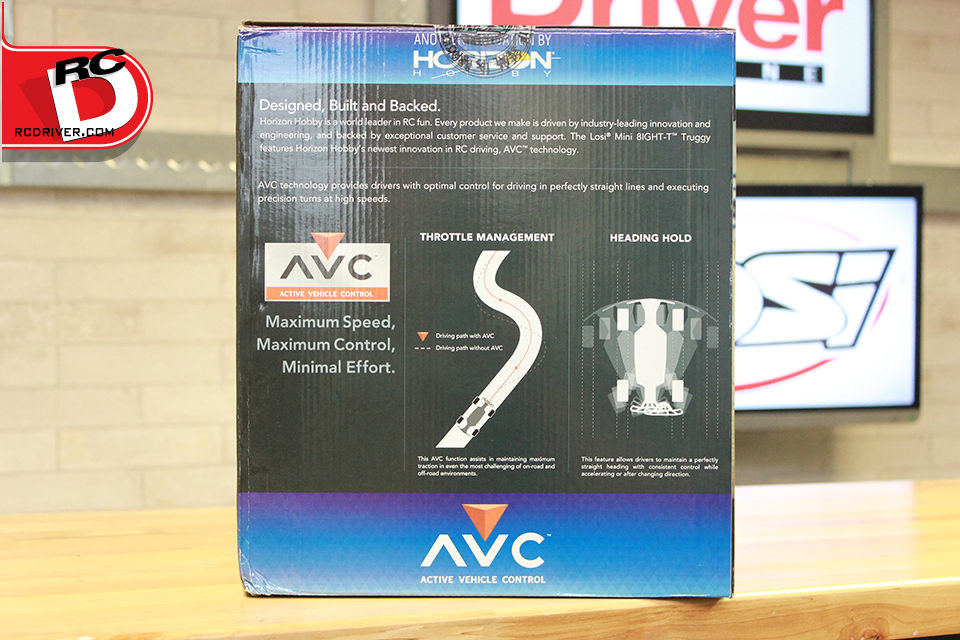 RC
D
RCDRIVER.COM
Driver
INE
BY
HORIZON
HOBBY
Designed, Built and Backed.
Horizon Hobby is a world leader in RC fun. Every product we make is driven by industry-leading innovation and
engineering, and backed by exceptional customer service and support. The Losi® Mini 8IGHT-T™ Truggy
features Horizon Hobby's newest innovation in RC driving, AVC™ technology.
AVC technology provides drivers with optimal control for driving in perfectly straight lines and executing
precision turns at high speeds.
AVC™
ACTIVE VEHICLE CONTROL
Maximum Speed,
Maximum Control,
Minimal Effort.
THROTTLE MANAGEMENT
Driving path with AVC
Driving path without AVC
This AVC function assists in maintaining maximum
traction in even the most challenging of on-road and
off-road environments.
HEADING HOLD
This feature allows drivers to maintain a perfectly
straight heading with consistent control while
accelerating or after changing direction.
losi
AVC™
ACTIVE VEHICLE CONTROL